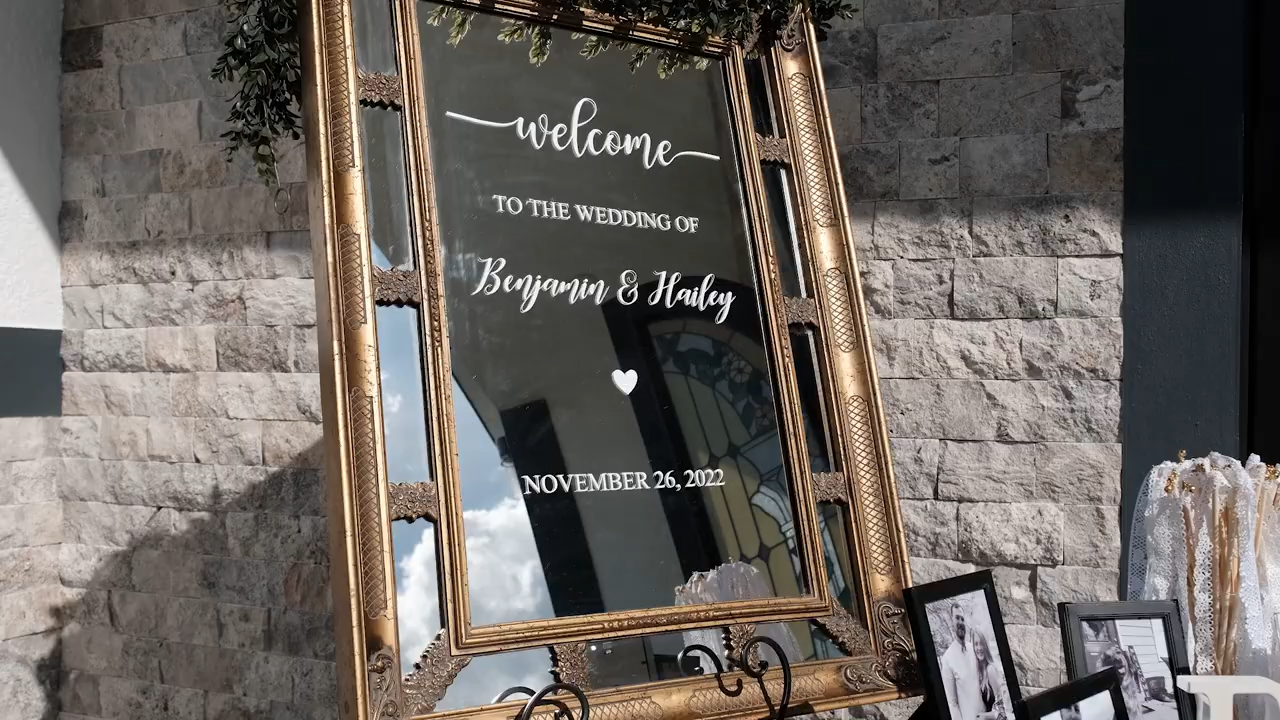 welcome
TO THE WEDDING OF
Benjamin & Hailey
NOVEMBER 26, 2022